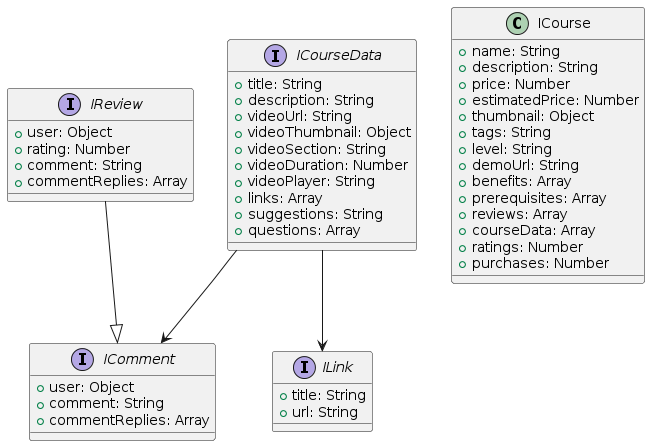 I IReview
user: Object
rating: Number
comment: String
commentReplies: Array
I ICourseData
title: String
description: String
videoUrl: String
videoThumbnail: Object
videoSection: String
videoDuration: Number
videoPlayer: String
links: Array
suggestions: String
questions: Array
C ICourse
name: String
description: String
price: Number
estimatedPrice: Number
thumbnail: Object
tags: String
level: String
demoUrl: String
benefits: Array
prerequisites: Array
reviews: Array
courseData: Array
ratings: Number
purchases: Number
I IComment
user: Object
comment: String
commentReplies: Array
I ILink
title: String
url: String